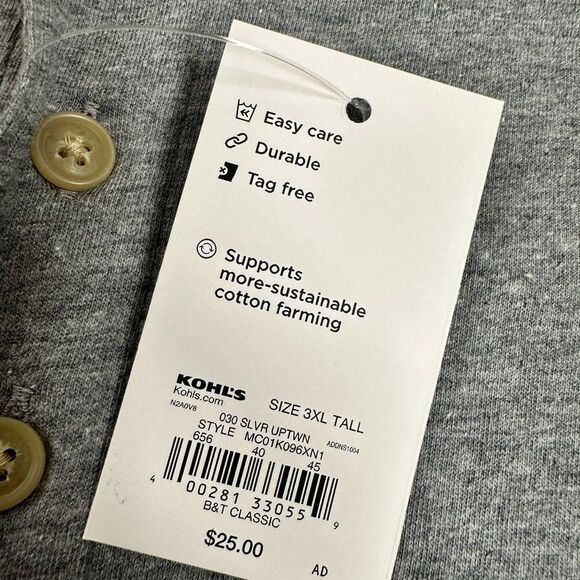 Easy care
Durable
Tag free
Supports
more-sustainable
cotton farming
KOHL'S
Kohls.com
SIZE 3XL TALL
N2A0V8
030 SLVR UPTWN
ADDNS1004
STYLE MC01K096XN1
656 40 45
4 00281 33055 9
B&T CLASSIC
$25.00
AD